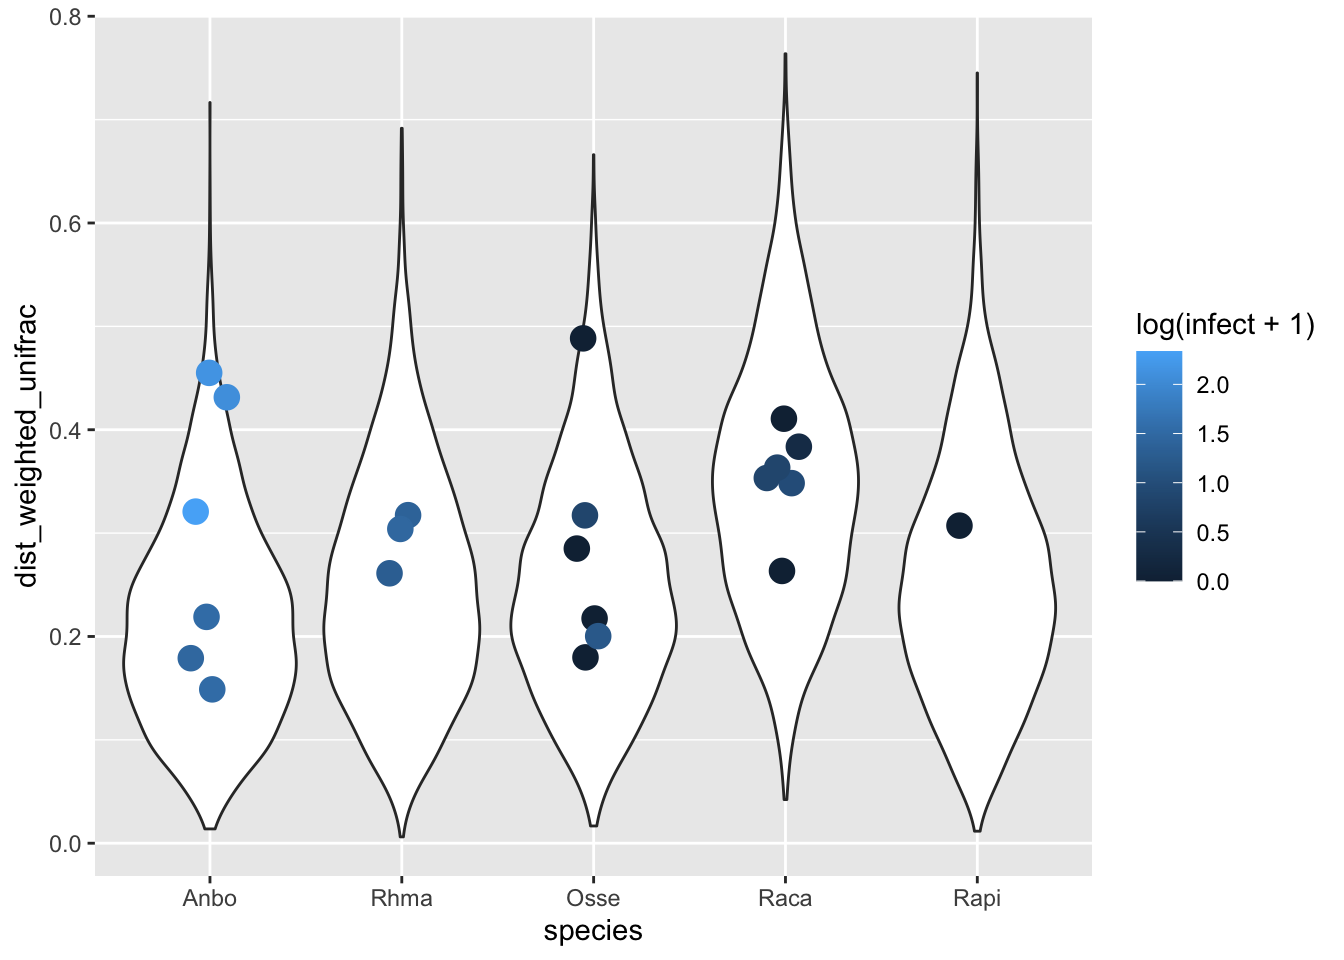 0.8
0.6
0.4
0.2
0.0
dist_weighted_unifrac
Anbo Rhma Osse Raca Rapi
species
log(infect + 1)
2.0
1.5
1.0
0.5
0.0